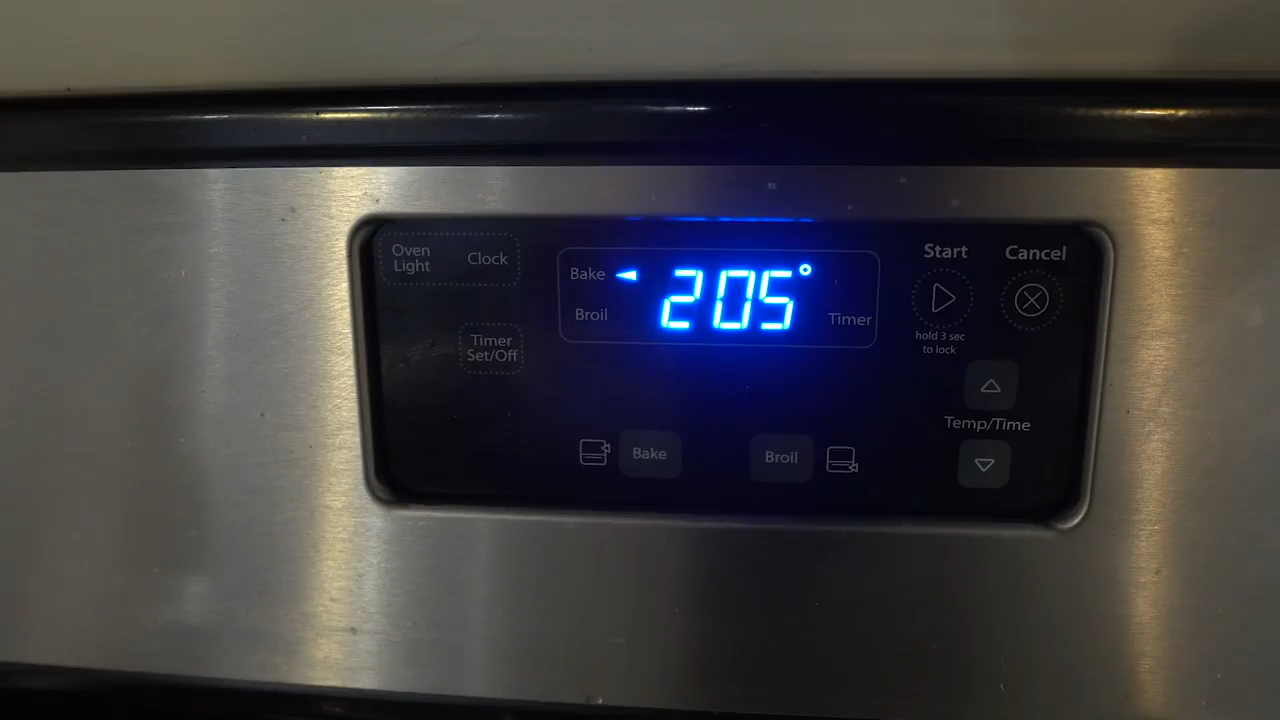 Oven
Light
Clock
Timer
Set/Off
Bake
205°
Broil
Timer
Start
Cancel
hold 3 sec
to lock
Temp/Time
Bake
Broil